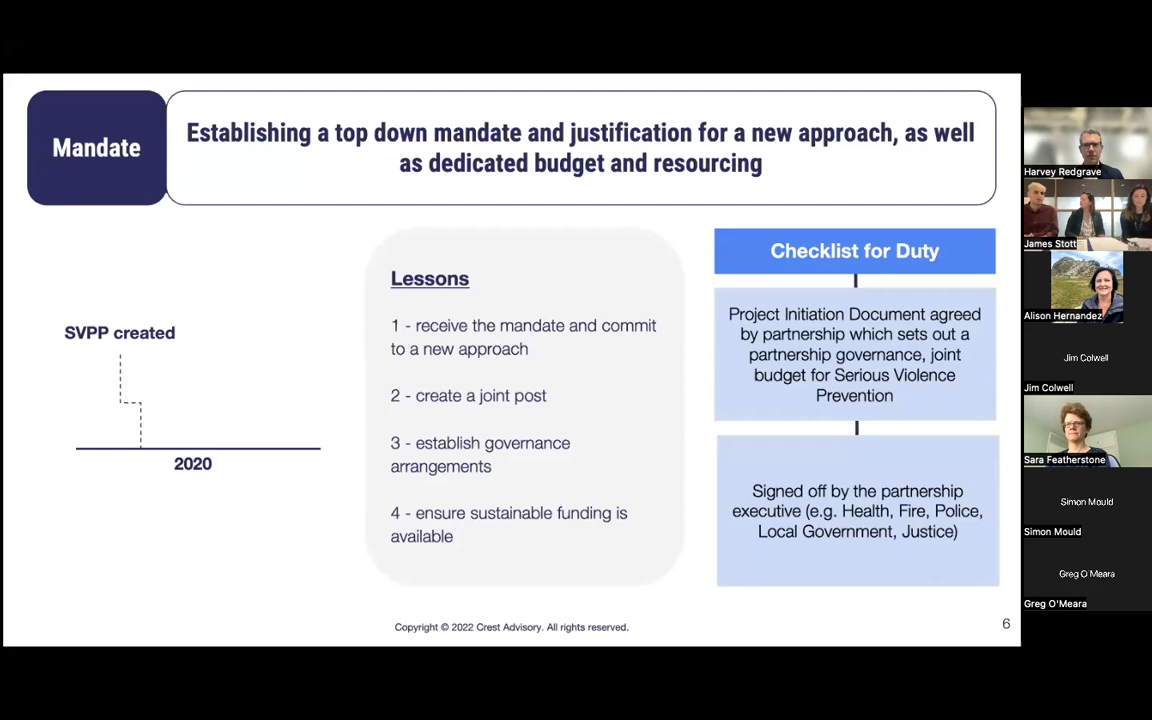 Mandate
Establishing a top down mandate and justification for a new approach, as well
as dedicated budget and resourcing
SVPP created
2020
Lessons
1 - receive the mandate and commit
to a new approach
2 - create a joint post
3 - establish governance
arrangements
4 - ensure sustainable funding is
available
Checklist for Duty
Project Initiation Document agreed
by partnership which sets out a
partnership governance, joint
budget for Serious Violence
Prevention
Signed off by the partnership
executive (e.g. Health, Fire, Police,
Local Government, Justice)
Copyright © 2022 Crest Advisory. All rights reserved.
6
Harvey Redgrave
James Stott
Alison Hernandez
Jim Colwell
Jim Colwell
Sara Featherstone
Simon Mould
Simon Mould
Greg O'Meara
Greg O'Meara